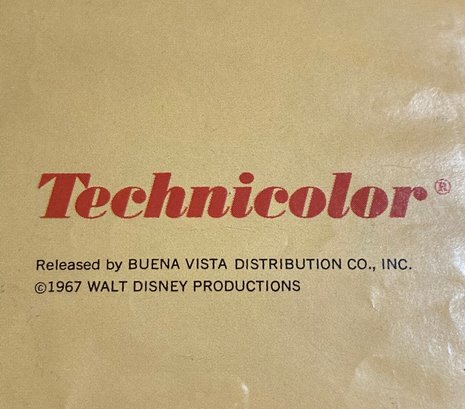 Technicolor®
Released by BUENA VISTA DISTRIBUTION CO., INC.
©1967 WALT DISNEY PRODUCTIONS